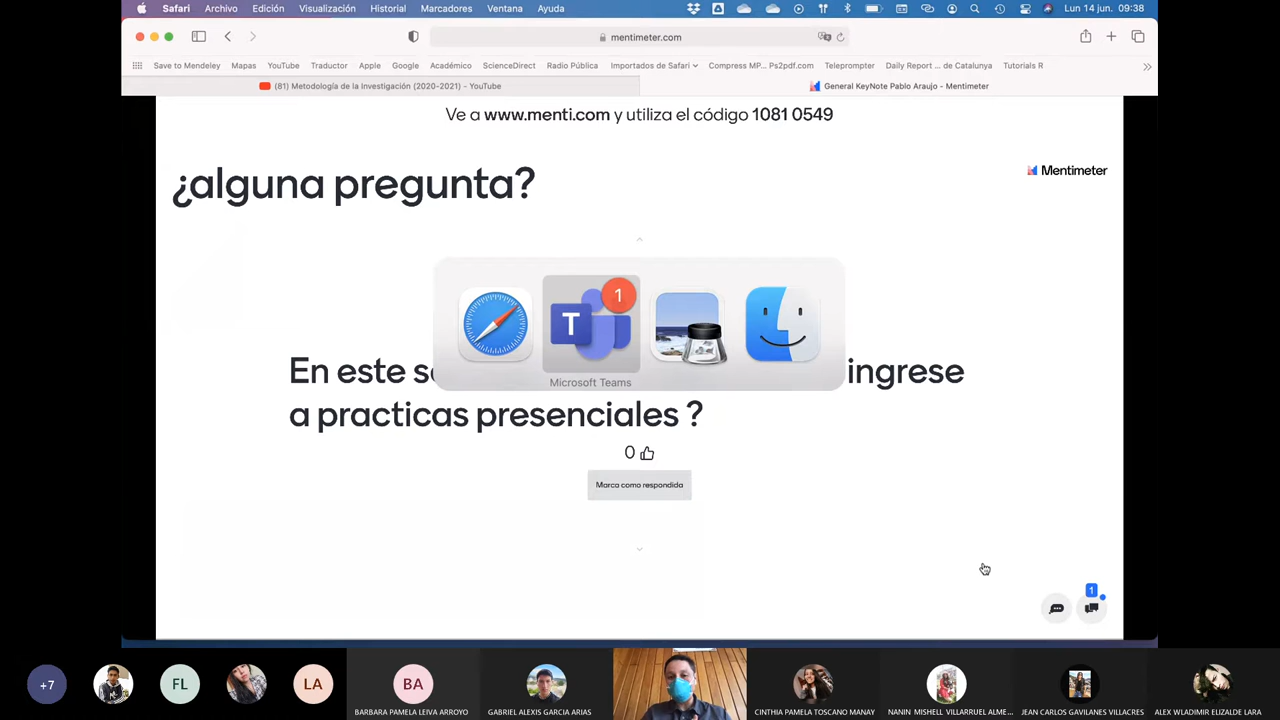 Safari Archivo Edición Visualización Historial Marcadores Ventana Ayuda Lun 14 jun. 09:38
mentimeter.com
Save to Mendeley Mapas YouTube Traductor Apple Google Académico ScienceDirect Radio Pública Importados de Safari Compress MP... Ps2pdf.com Teleprompter Daily Report ... de Catalunya Tutorials R
(81) Metodología de la Investigación (2020-2021) - YouTube General KeyNote Pablo Araujo - Mentimeter
Ve a www.menti.com y utiliza el código 1081 0549
¿alguna pregunta?
Mentimeter
1
T
Microsoft Teams
En este ingrese
a practicas presenciales ?
0
Marca como respondida
1
+7 FL LA BA
BARBARA PAMELA LEIVA ARROYO GABRIEL ALEXIS GARCIA ARIAS CINTHIA PAMELA TOSCANO MANAY NANIN MISHELL VILLARRUEL ALME... JEAN CARLOS GAVILANES VILLACRES ALEX WLADIMIR ELIZALDE LARA